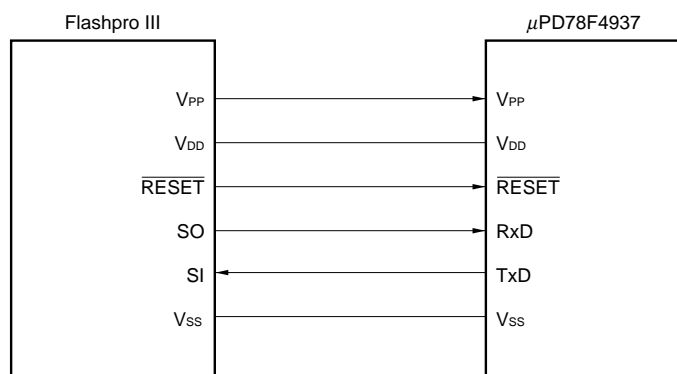 Flashpro III
μPD78F4937
VPP
VPP
VDD
VDD
RESET
RESET
SO
RxD
SI
TxD
VSS
VSS